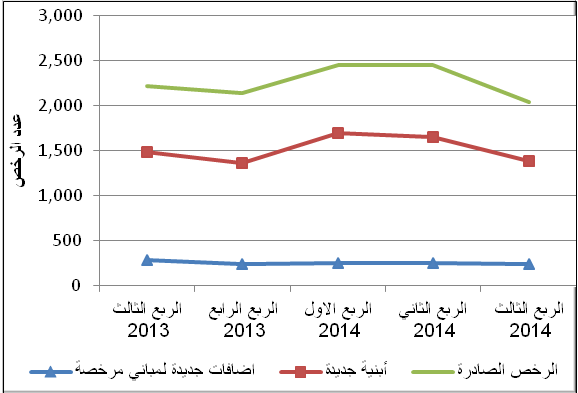 3,000
2,500
2,000
1,500
1,000
500
0
عدد الرخص
الربع الثالث 2013
الربع الرابع 2013
الربع الاول 2014
الربع الثاني 2014
الربع الثالث 2014
اضافات جديدة لمباني مرخصة
أبنية جديدة
الرخص الصادرة